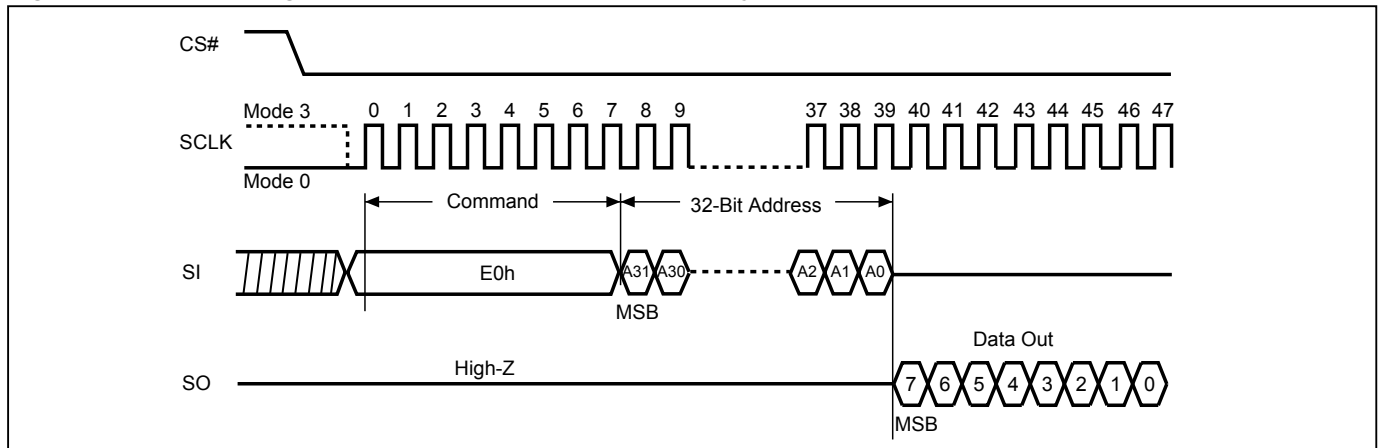 CS#
Mode 3 0 1 2 3 4 5 6 7 8 9 37 38 39 40 41 42 43 44 45 46 47
SCLK
Mode 0
Command 32-Bit Address
SI E0h A31 A30 A2 A1 A0
MSB
Data Out
High-Z
SO 7 6 5 4 3 2 1 0
MSB